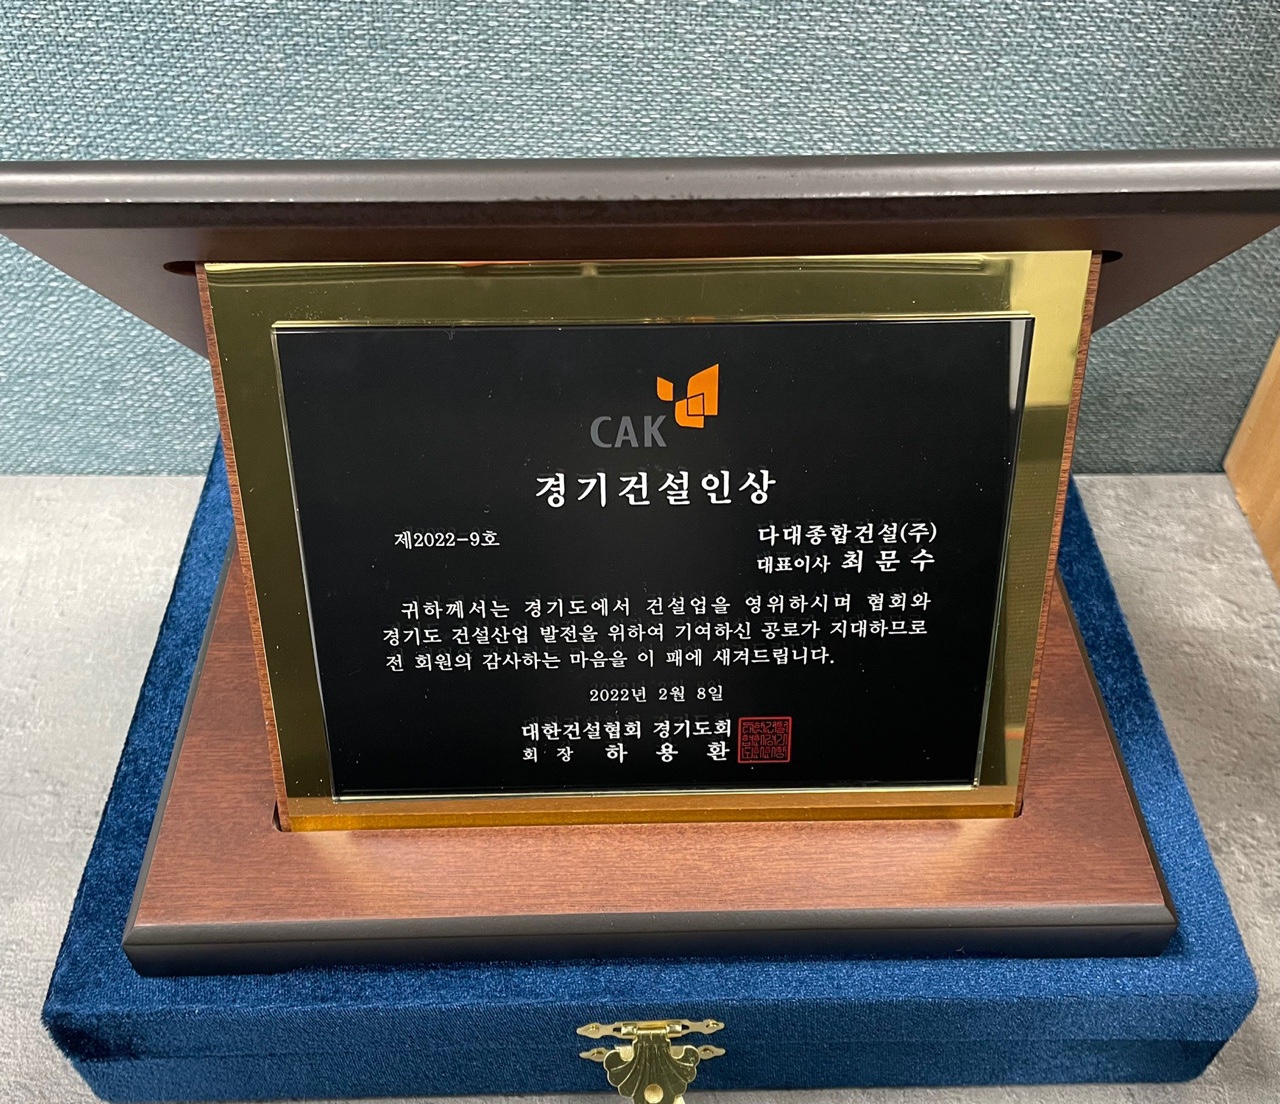 CAK
경기건설인상
제2022-9호
다대종합건설(주)
대표이사 최문수
귀하께서는 경기도에서 건설업을 영위하시며 협회와
경기도 건설산업 발전을 위하여 기여하신 공로가 지대하므로
전 회원의 감사하는 마음을 이 패에 새겨드립니다.
2022년 2월 8일
대한건설협회 경기도회
회 장 하 용 환